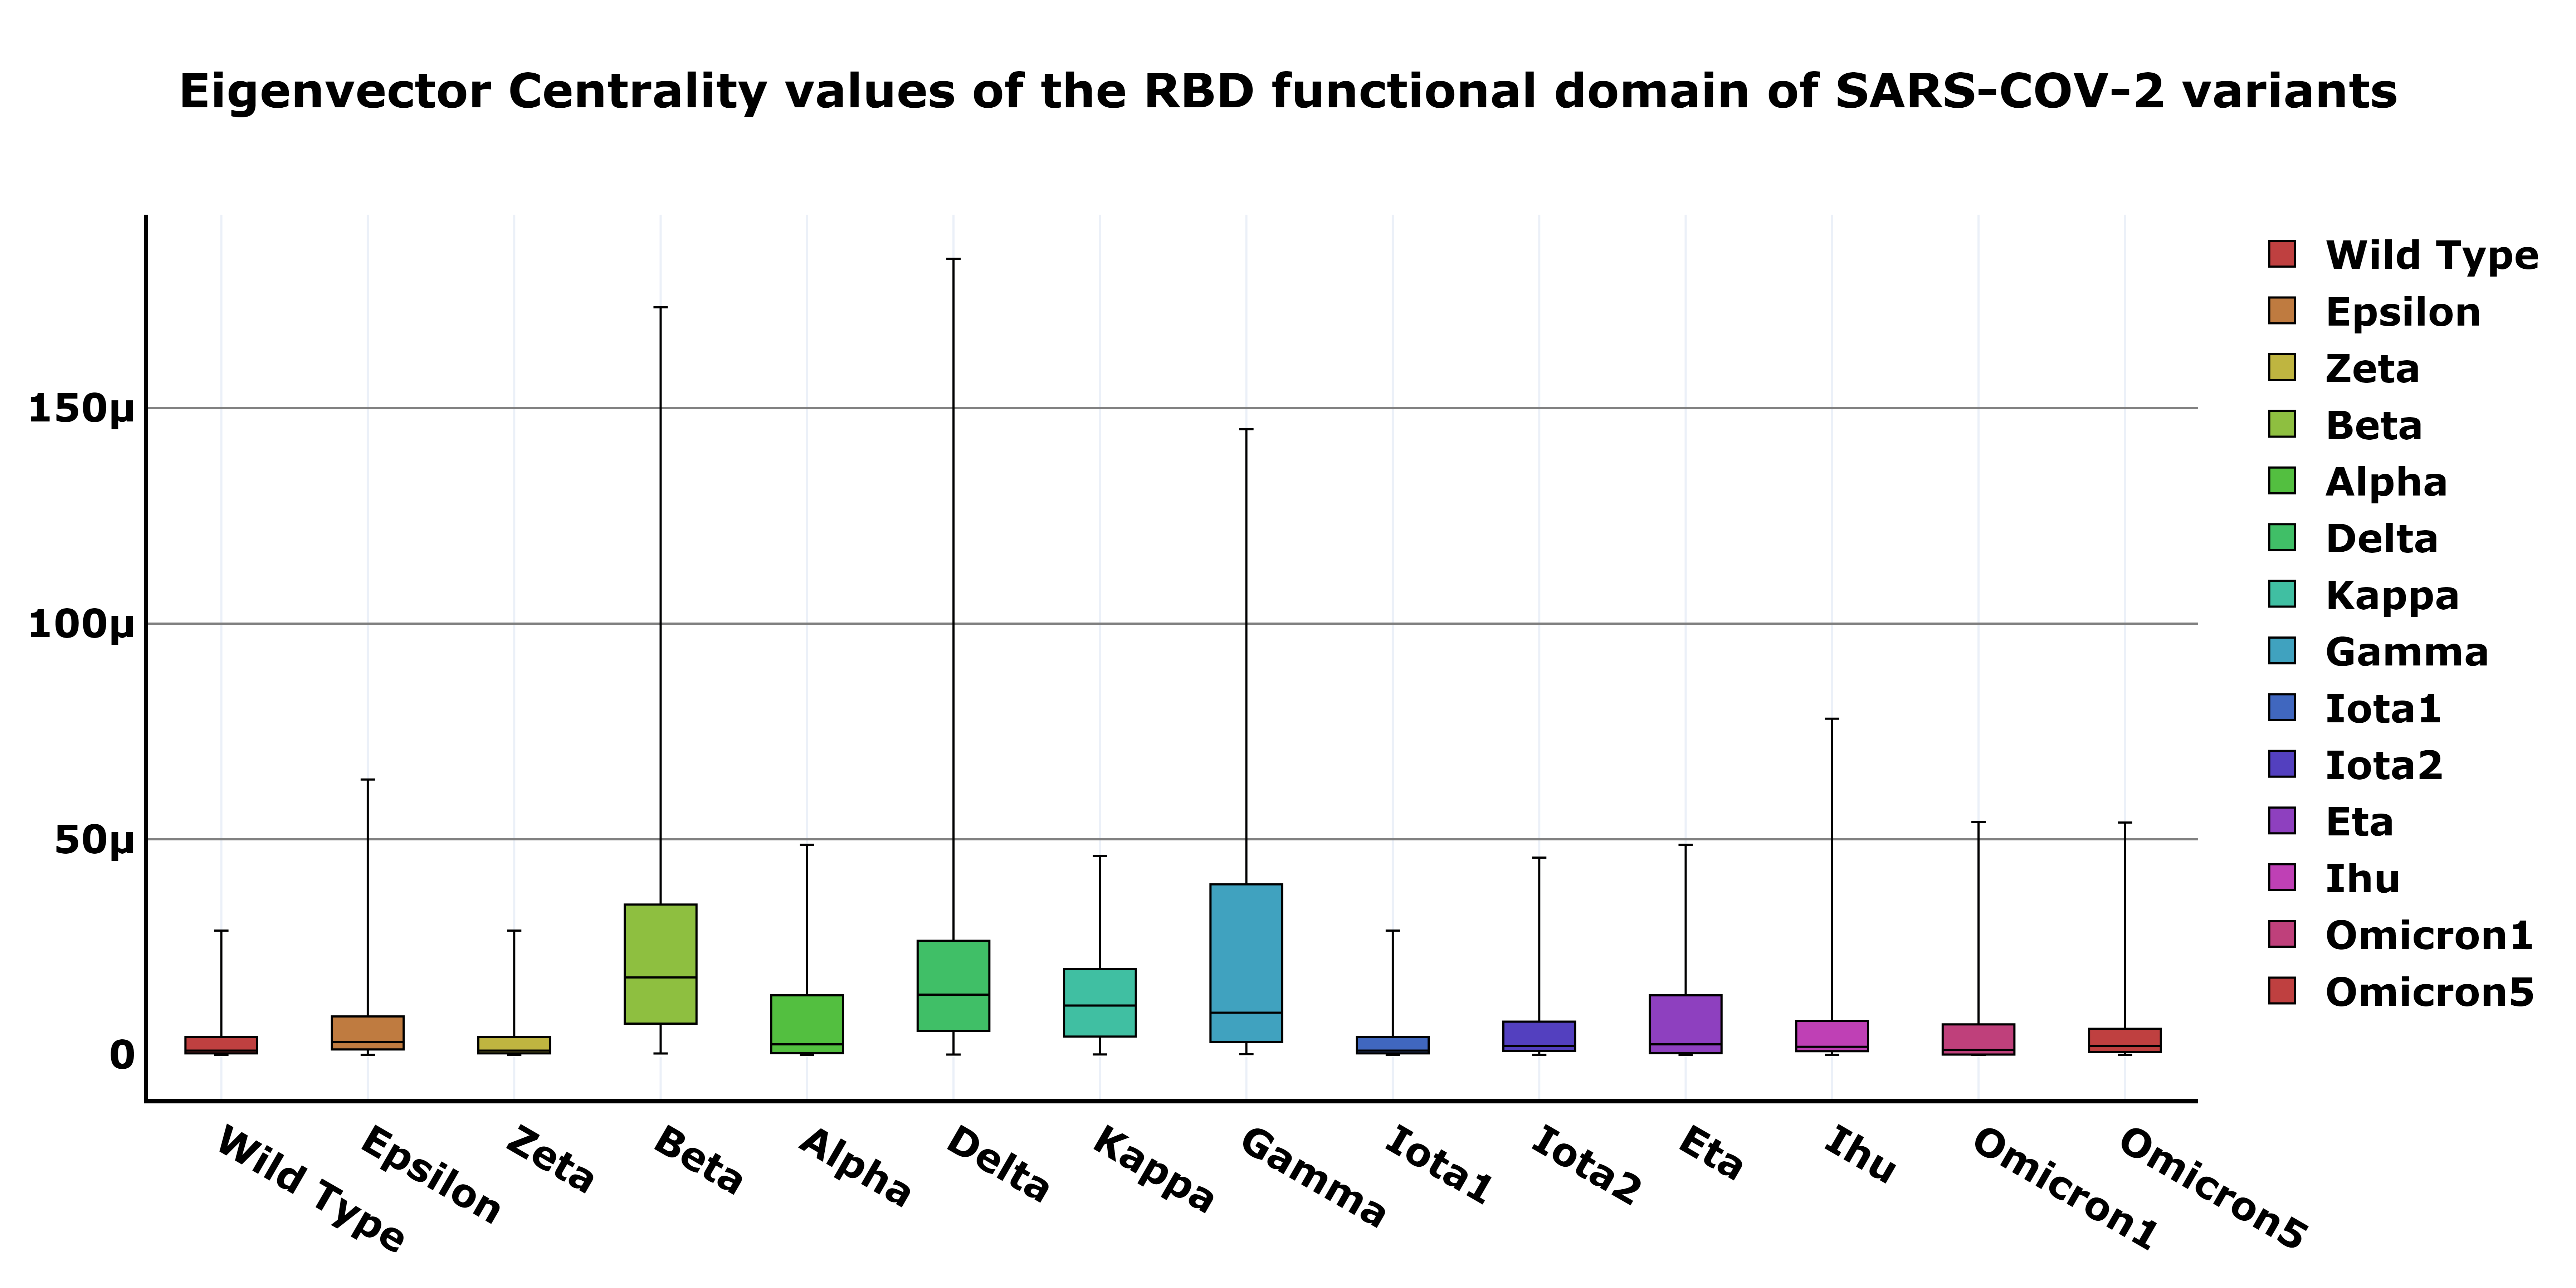 Eigenvector Centrality values of the RBD functional domain of SARS-COV-2 variants
150μ
100μ
50μ
0
Wild Type
Epsilon
Zeta
Beta
Alpha
Delta
Kappa
Gamma
Iota1
Iota2
Eta
Ihu
Omicron1
Omicron5
Wild Type
Epsilon
Zeta
Beta
Alpha
Delta
Kappa
Gamma
Iota1
Iota2
Eta
Ihu
Omicron1
Omicron5